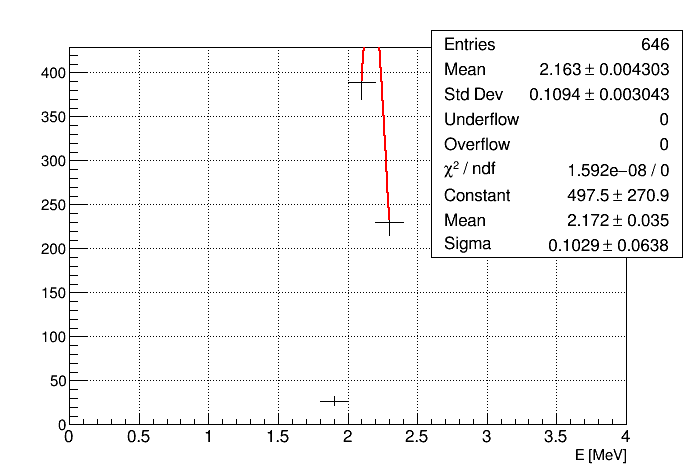 Entries 646
Mean 2.163 ± 0.004303
Std Dev 0.1094 ± 0.003043
Underflow 0
Overflow 0
χ² / ndf 1.592e−08 / 0
Constant 497.5 ± 270.9
Mean 2.172 ± 0.035
Sigma 0.1029 ± 0.0638
400
350
300
250
200
150
100
50
0
0 0.5 1 1.5 2 2.5 3 3.5 4
E [MeV]